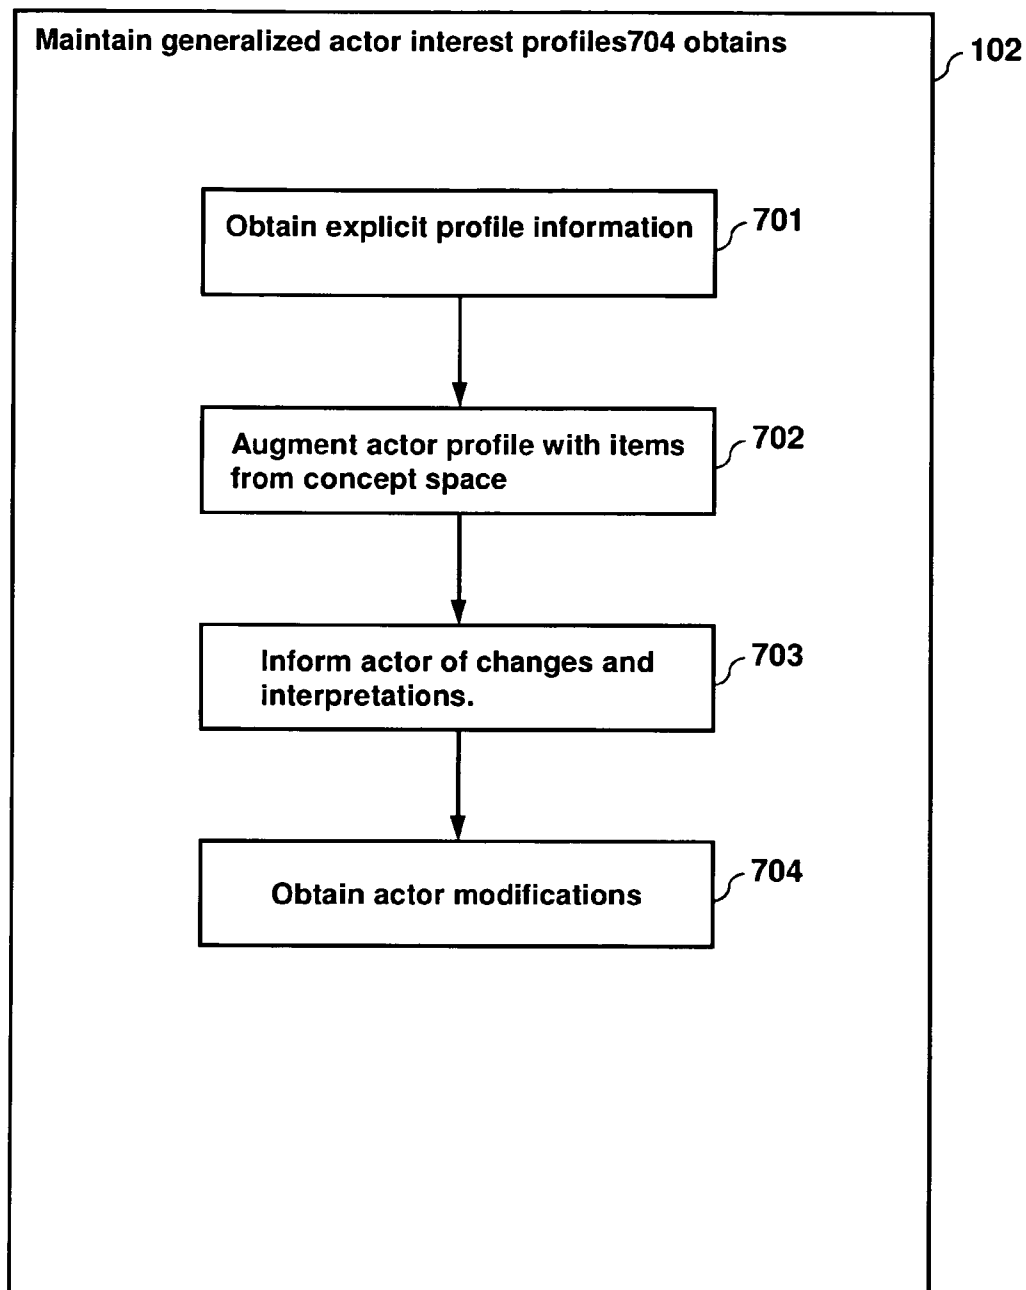 Maintain generalized actor interest profiles704 obtains
102
Obtain explicit profile information
701
Augment actor profile with items
from concept space
702
Inform actor of changes and
interpretations.
703
Obtain actor modifications
704